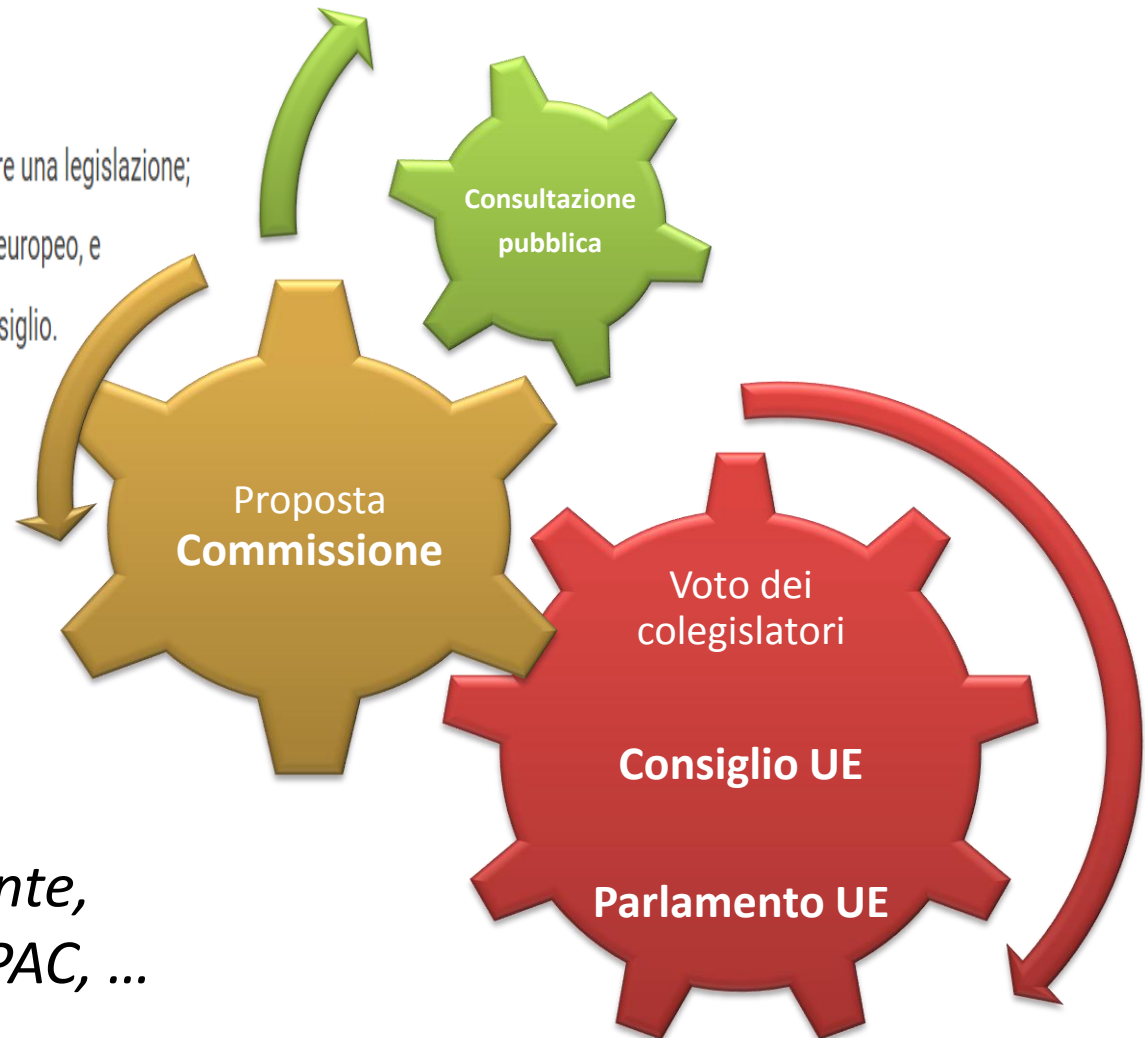 re una legislazione;
europeo, e
siglio.
Consultazione
pubblica
Proposta
Commissione
Voto dei
colegislatori
Consiglio UE
Parlamento UE
nte,
PAC, …